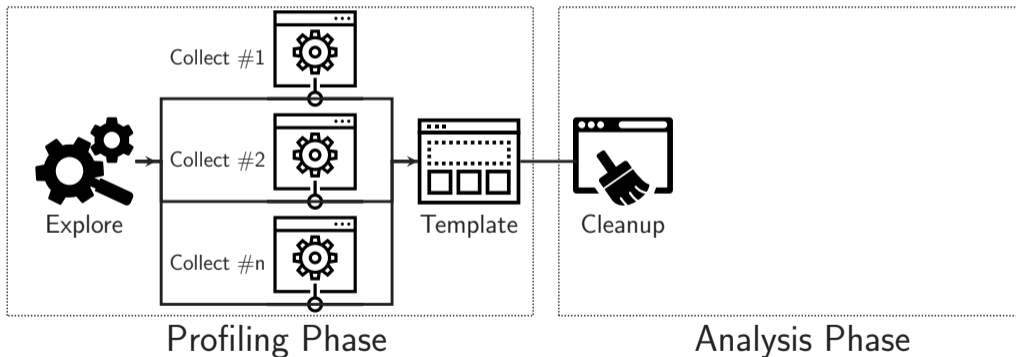 Collect #1
Collect #2
Collect #n
Explore
Template
Cleanup
Profiling Phase
Analysis Phase